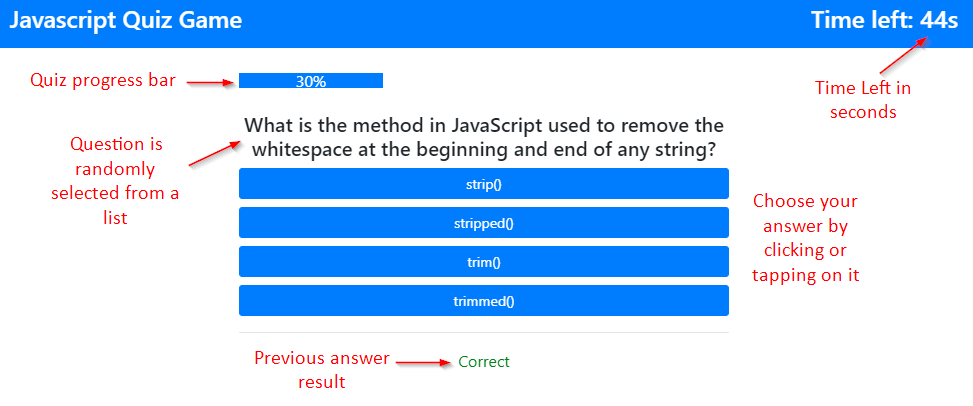 Javascript Quiz Game
Time left: 44s
Quiz progress bar
30%
Time Left in
seconds
What is the method in JavaScript used to remove the
whitespace at the beginning and end of any string?
Question is
randomly
selected from a
list
strip()
stripped()
trim()
trimmed()
Choose your
answer by
clicking or
tapping on it
Previous answer
result
Correct